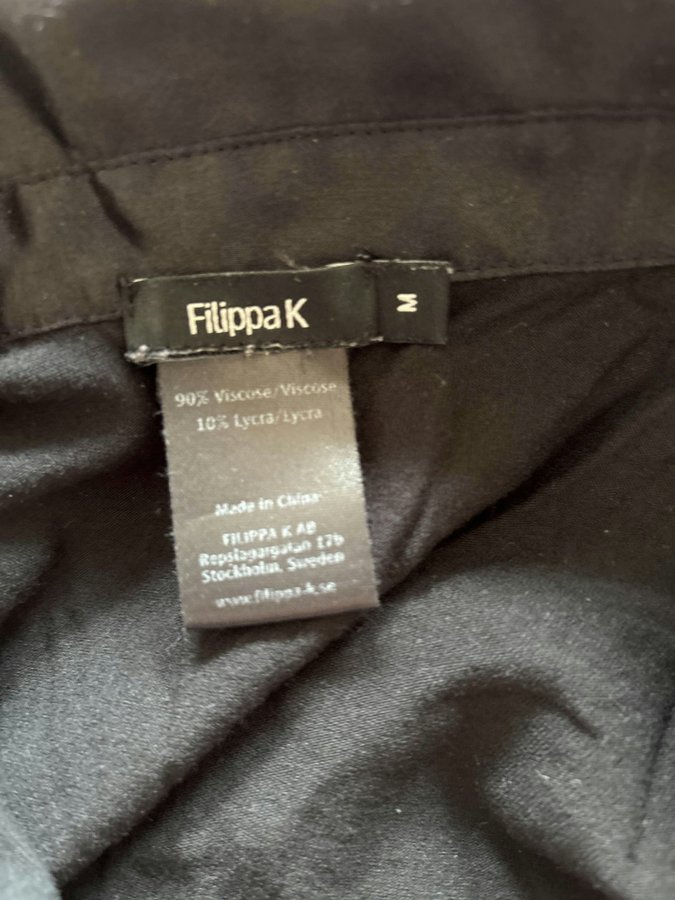 Filippa K
M
90% Viscose/Viscose
10% Lycra/Lycra
Made in China
FILIPPA K AB
Repslagargatan 17b
Stockholm, Sweden
www.filippa-k.se